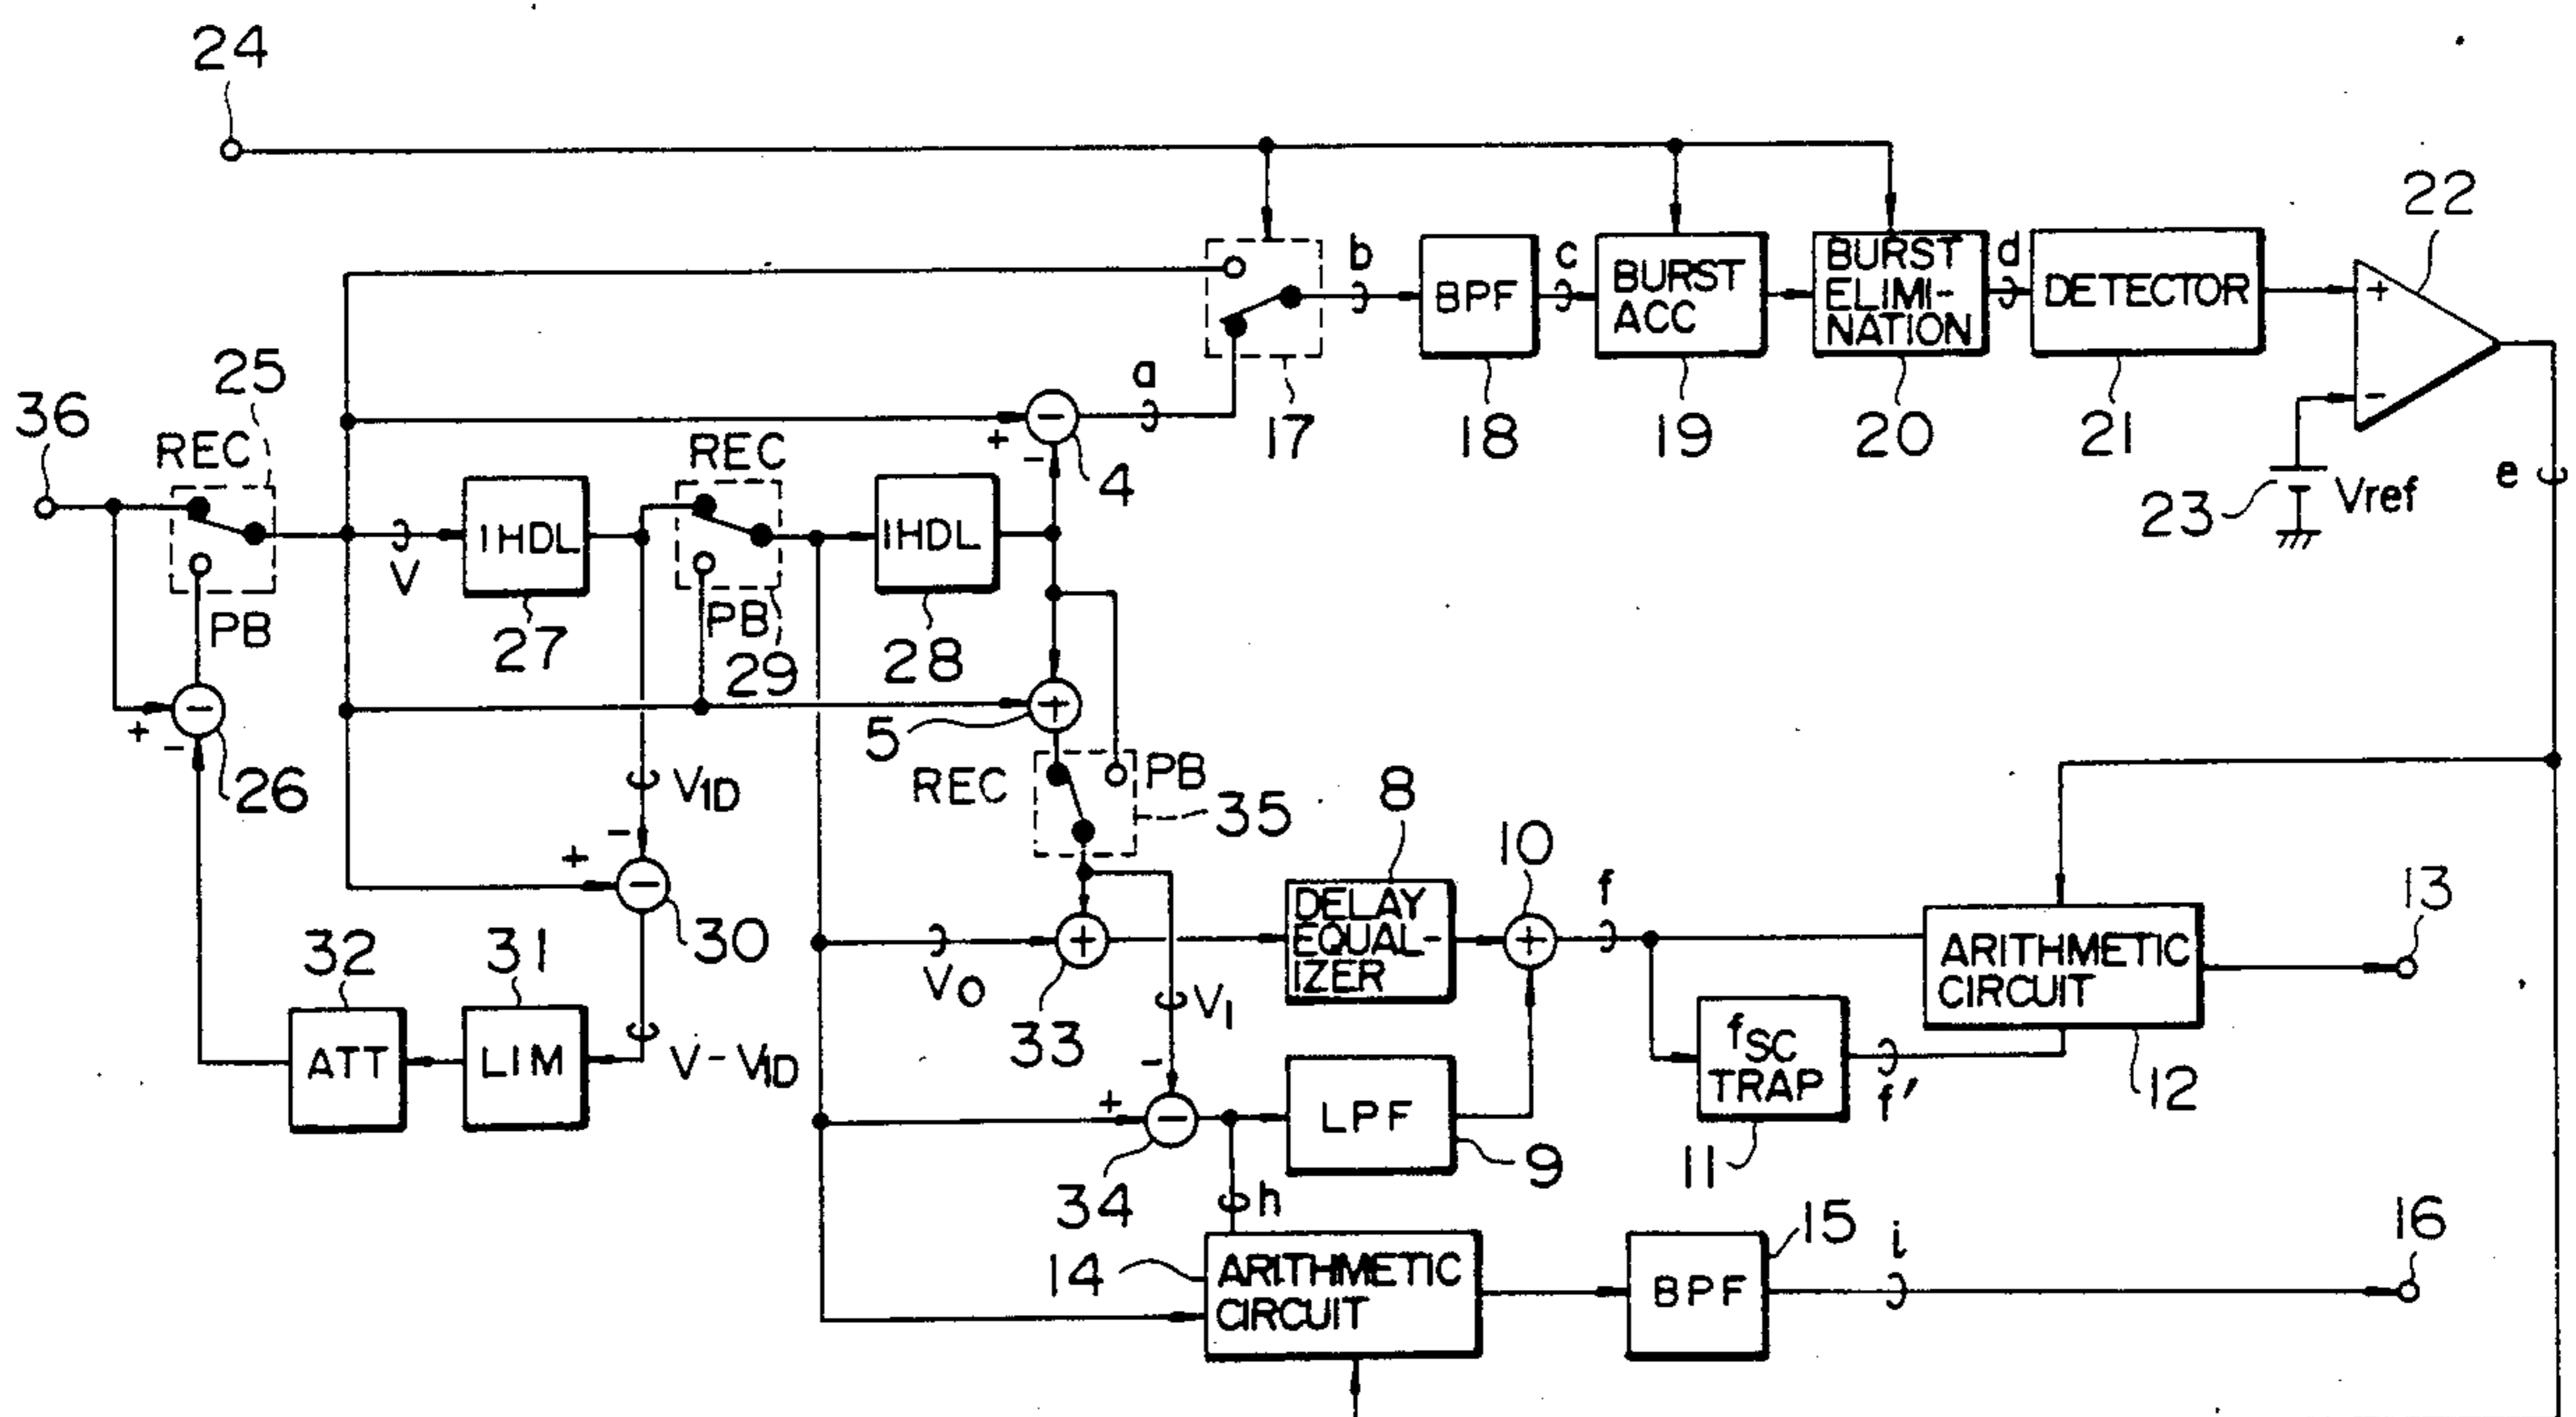 24
22
b
c
d
BPF
BURST
ACC
BURST
ELIMI-
NATION
DETECTOR
+
-
25
a
36
REC
17
18
19
20
21
e
-
+
-
4
REC
23
Vref
1HDL
1HDL
V
PB
27
PB
29
28
-
+ -
26
+
5
V1D
REC
PB
35
8
10
f
13
-
+
-
30
DELAY
EQUAL-
IZER
+
ARITHMETIC
CIRCUIT
32
31
+
V0
33
V1
fSC
TRAP
ATT
LIM
V-V1D
-
+
-
LPF
f'
12
34
9
11
h
14
ARITHMETIC
CIRCUIT
15
BPF
i
16